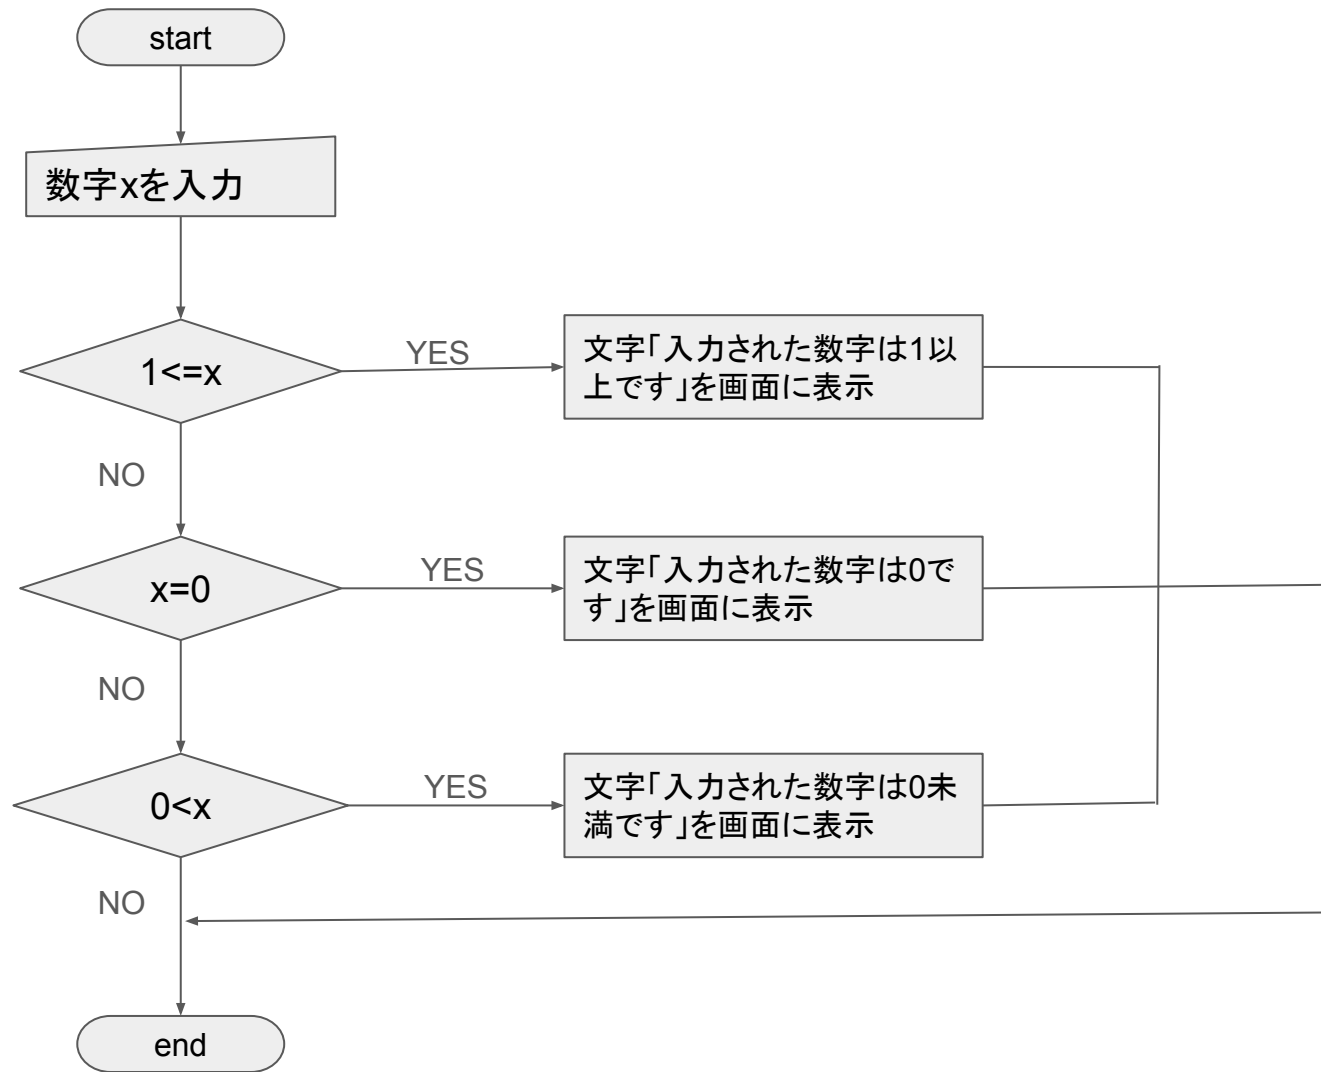 start
数字xを入力
1<=x
YES
文字「入力された数字は1以
上です」を画面に表示
NO
x=0
YES
文字「入力された数字は0で
す」を画面に表示
NO
0<x
YES
文字「入力された数字は0未
満です」を画面に表示
NO
end